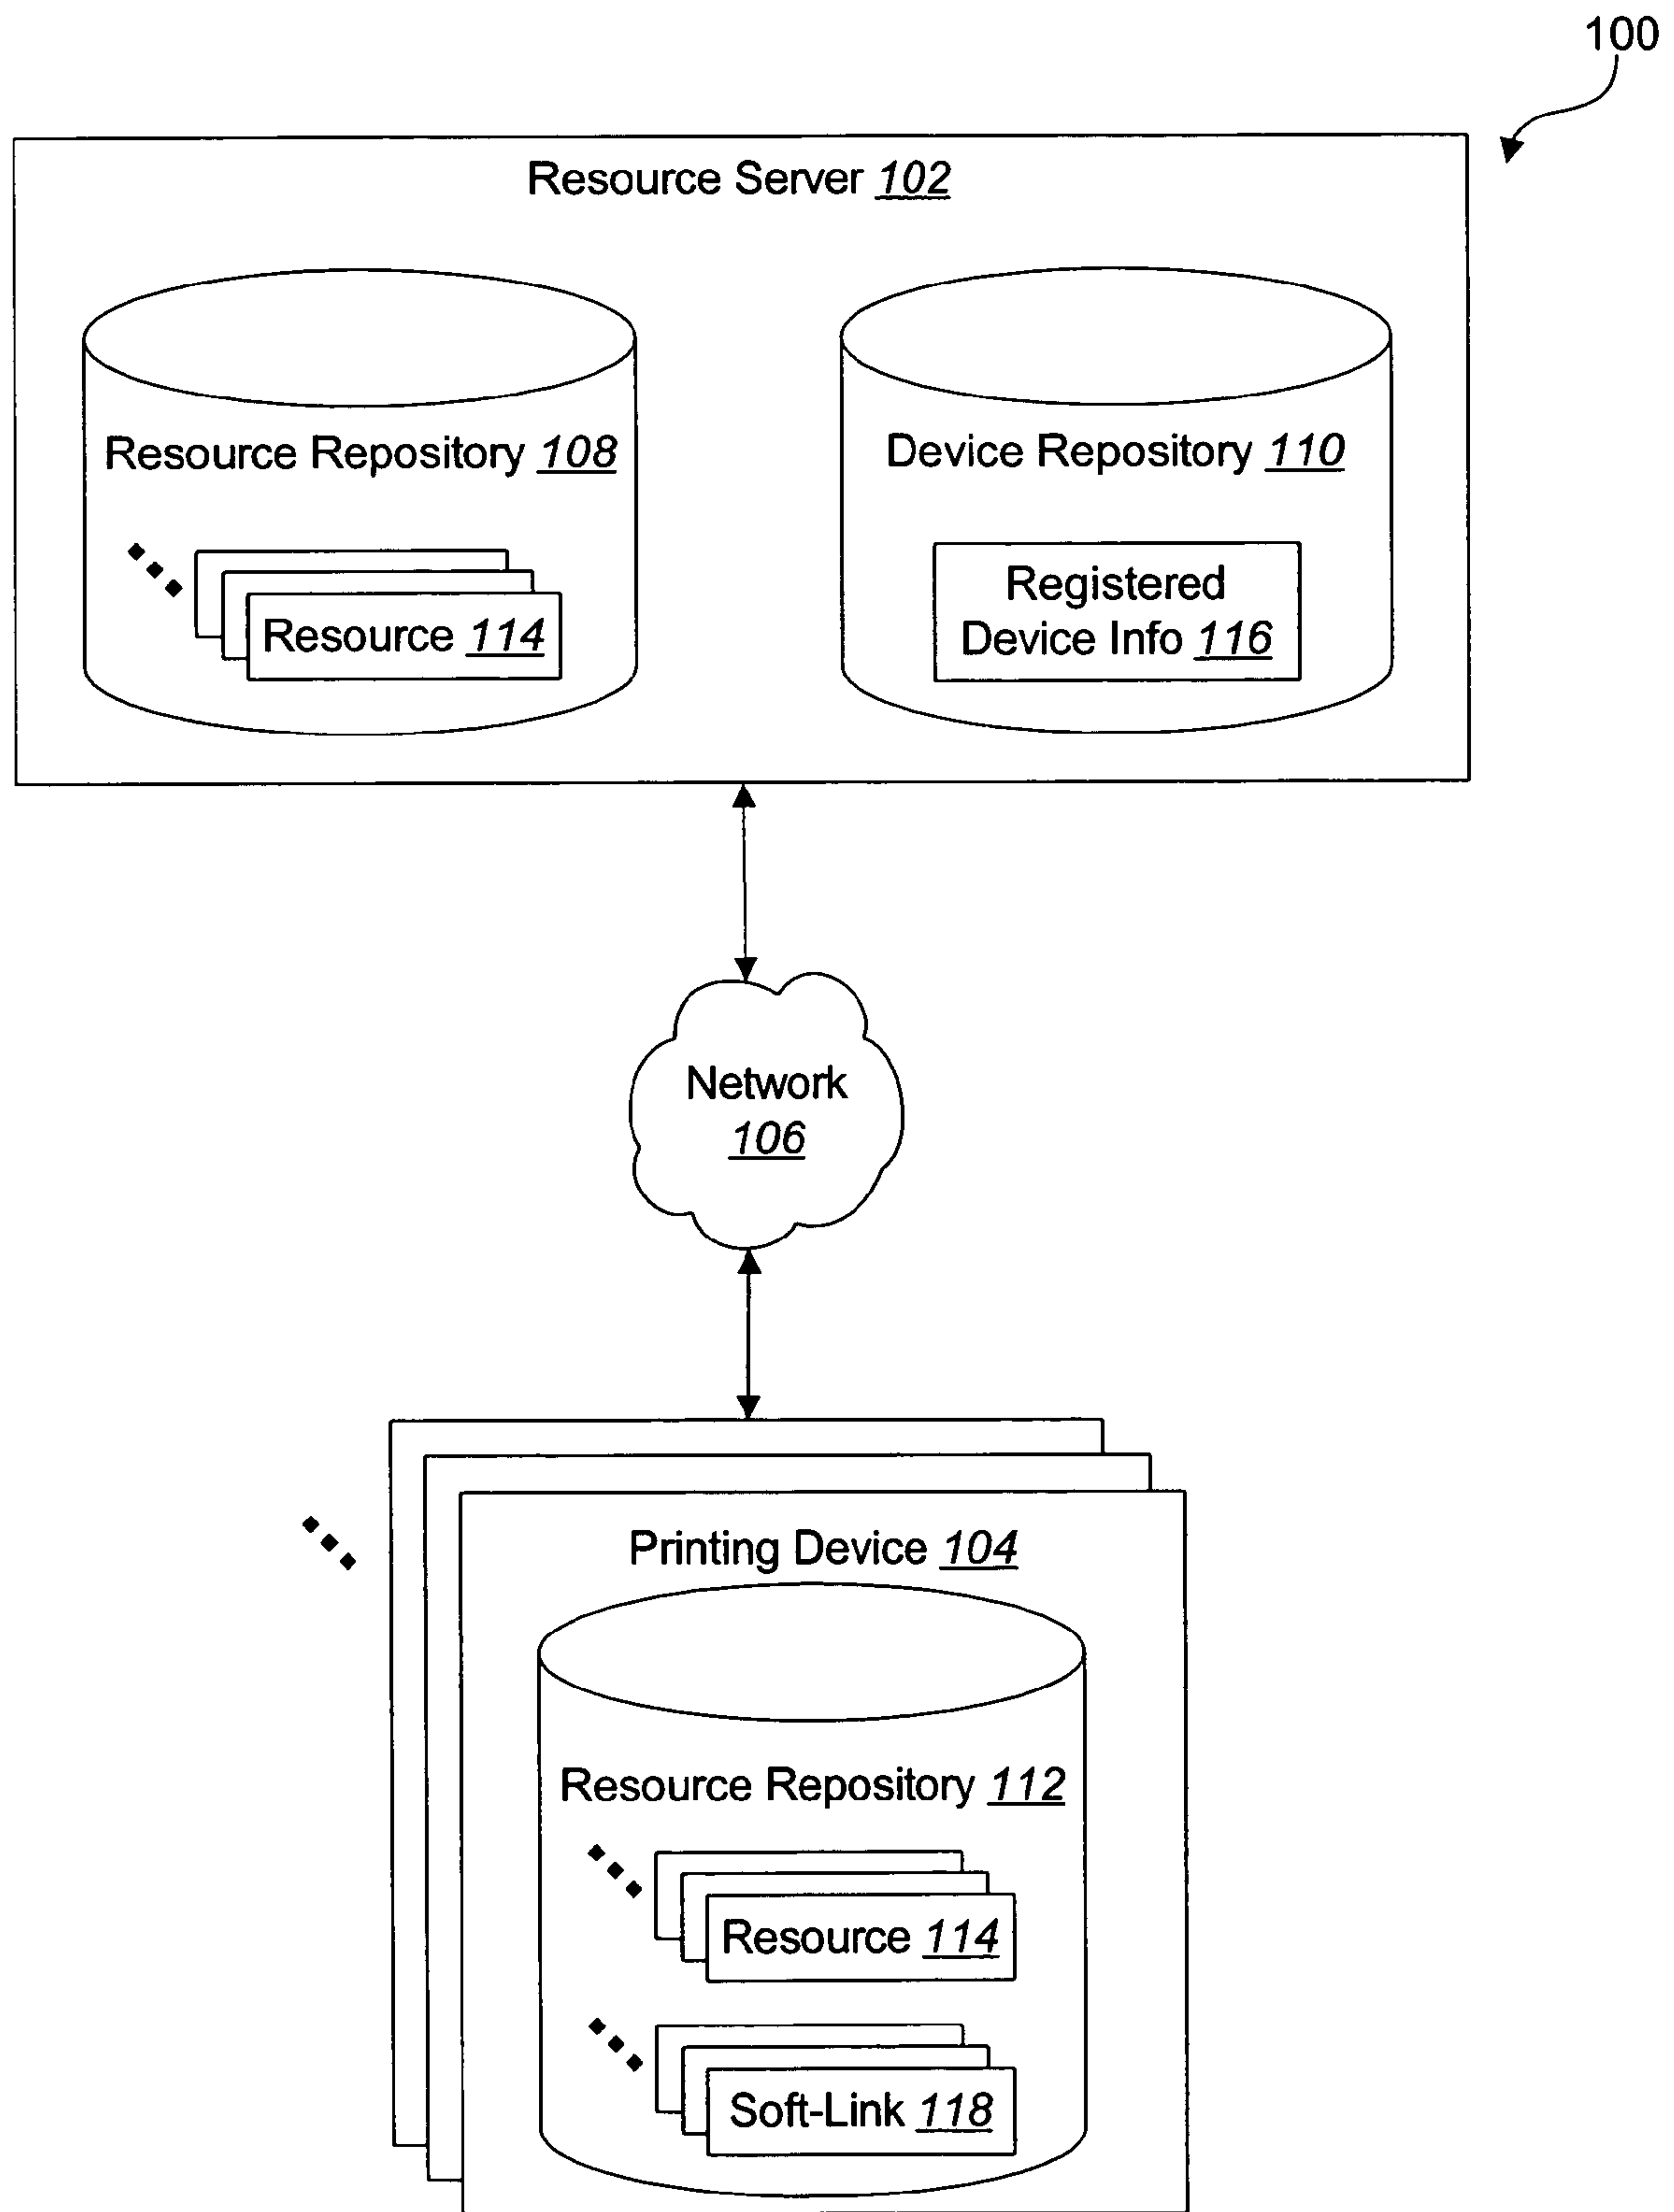 100
Resource Server 102
Resource Repository 108
Device Repository 110
Resource 114
Registered
Device Info 116
Network
106
Printing Device 104
Resource Repository 112
Resource 114
Soft-Link 118